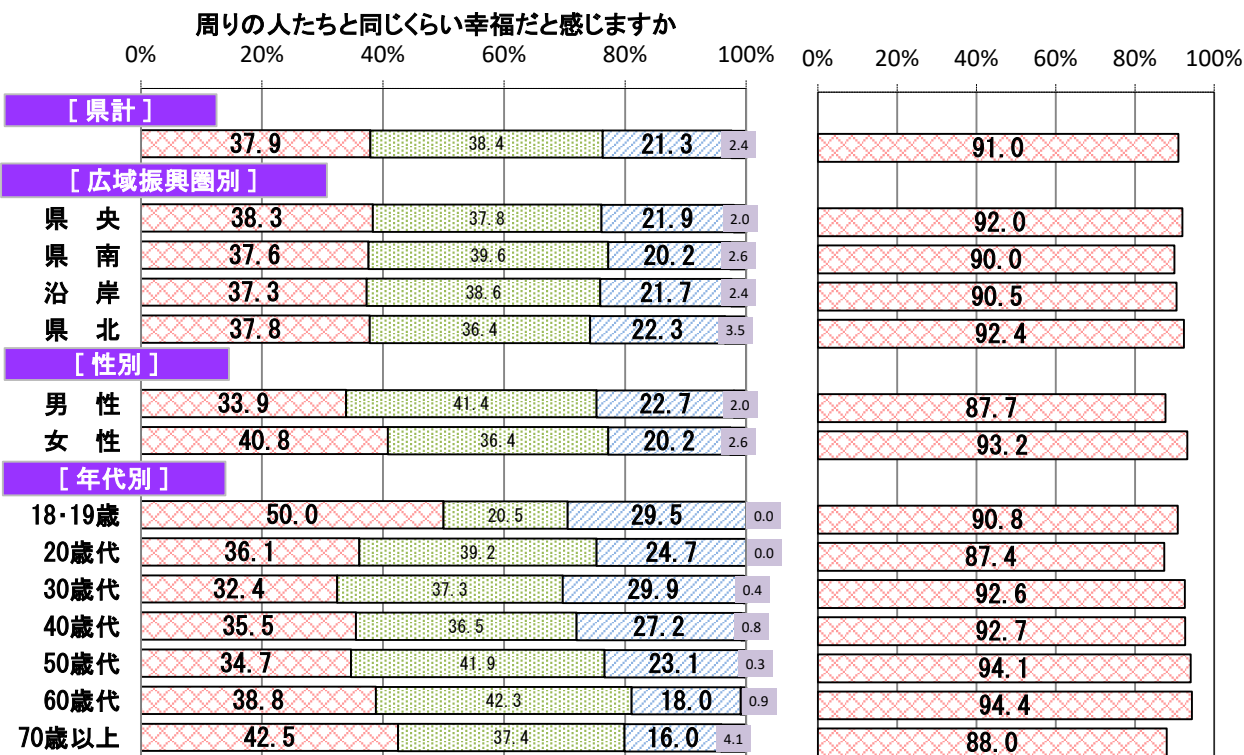 周りの人たちと同じくらい幸福だと感じますか
0% 20% 40% 60% 80% 100% 0% 20% 40% 60% 80% 100%
[ 県計 ]
37.9 38.4 21.3 2.4 91.0
[ 広域振興圏別 ]
県 央 38.3 37.8 21.9 2.0 92.0
県 南 37.6 39.6 20.2 2.6 90.0
沿 岸 37.3 38.6 21.7 2.4 90.5
県 北 37.8 36.4 22.3 3.5 92.4
[ 性別 ]
男 性 33.9 41.4 22.7 2.0 87.7
女 性 40.8 36.4 20.2 2.6 93.2
[ 年代別 ]
18・19歳 50.0 20.5 29.5 0.0 90.8
20歳代 36.1 39.2 24.7 0.0 87.4
30歳代 32.4 37.3 29.9 0.4 92.6
40歳代 35.5 36.5 27.2 0.8 92.7
50歳代 34.7 41.9 23.1 0.3 94.1
60歳代 38.8 42.3 18.0 0.9 94.4
70歳以上 42.5 37.4 16.0 4.1 88.0